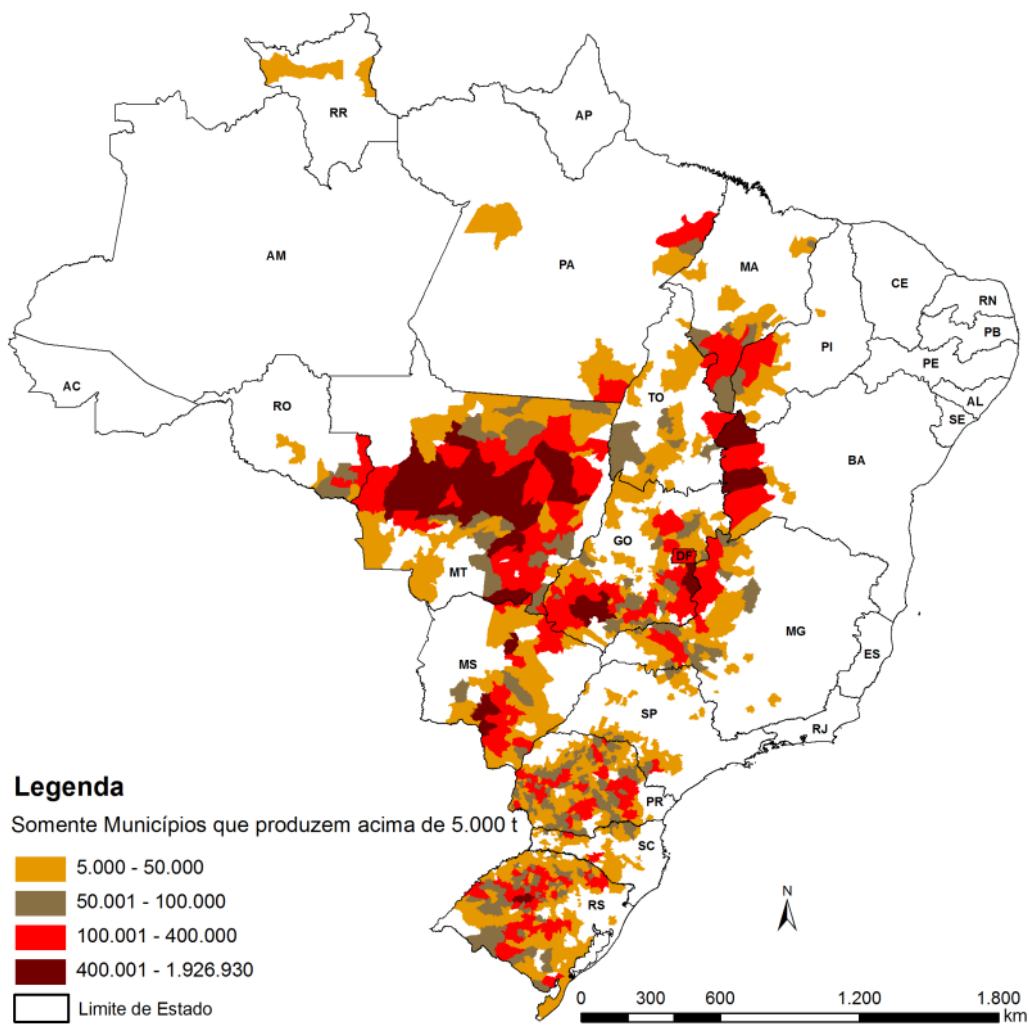 RR
AP
AM
PA
MA
CE
RN
PB
PI
PE
AC
TO
AL
SE
RO
BA
GO
DF
MT
MG
MS
ES
SP
RJ
PR
SC
RS
Legenda
Somente Municípios que produzem acima de 5.000 t
5.000 - 50.000
50.001 - 100.000
100.001 - 400.000
400.001 - 1.926.930
Limite de Estado
N
0 300 600 1.200 1.800
km